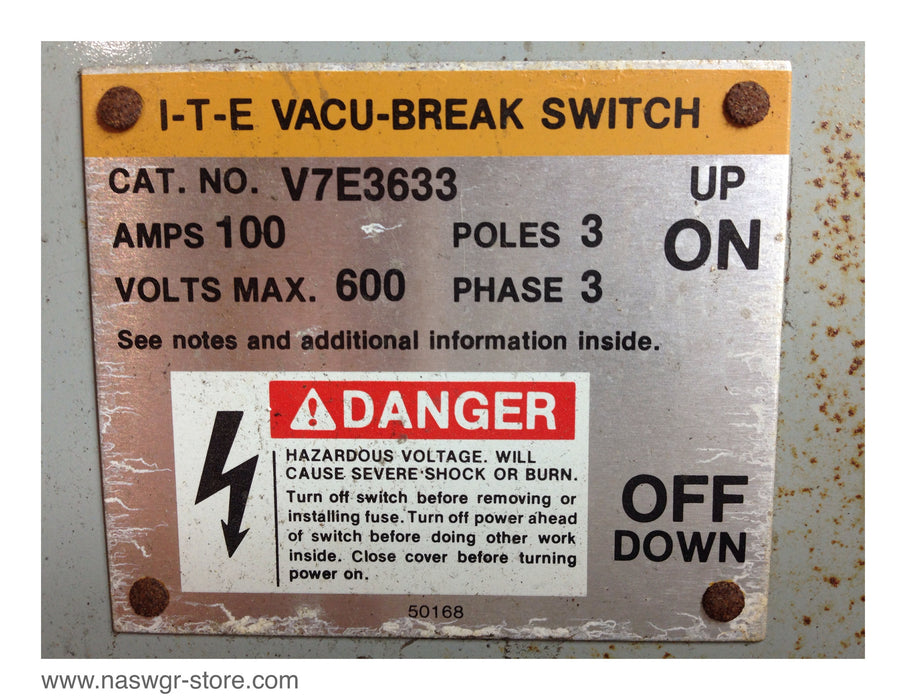 I-T-E VACU-BREAK SWITCH
CAT. NO. V7E3633
UP
AMPS 100 POLES 3
ON
VOLTS MAX. 600 PHASE 3
See notes and additional information inside.
DANGER
HAZARDOUS VOLTAGE. WILL
CAUSE SEVERE SHOCK OR BURN.
Turn off switch before removing or
installing fuse. Turn off power ahead
of switch before doing other work
inside. Close cover before turning
power on.
OFF
DOWN
50168
www.naswgr-store.com